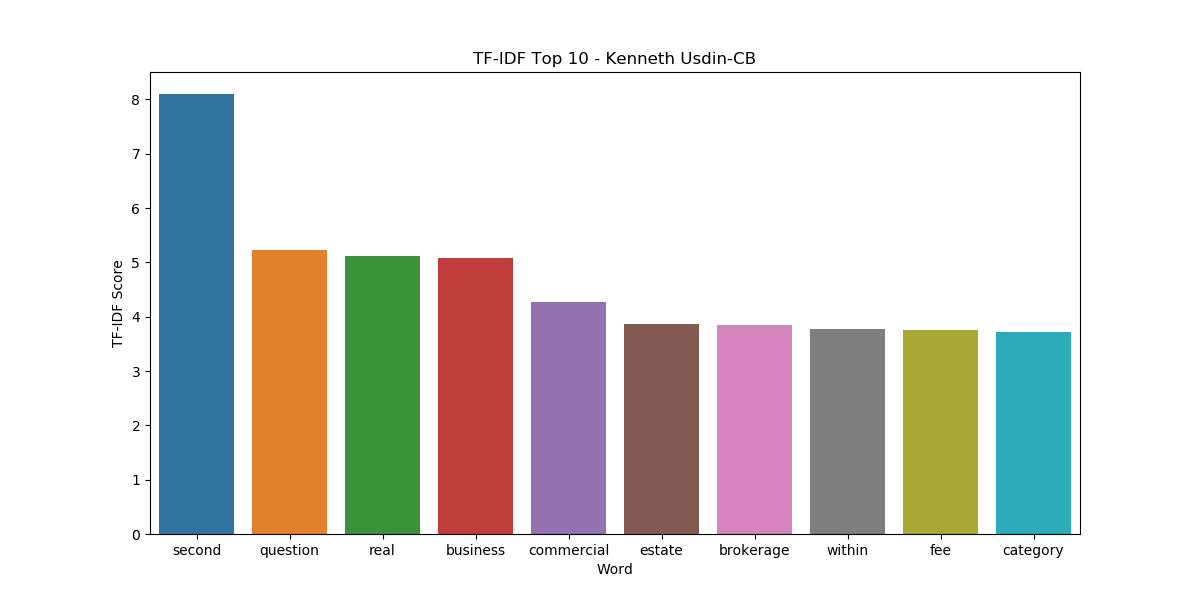 TF-IDF Top 10 - Kenneth Usdin-CB
TF-IDF Score
8
7
6
5
4
3
2
1
0
second question real business commercial estate brokerage within fee category
Word